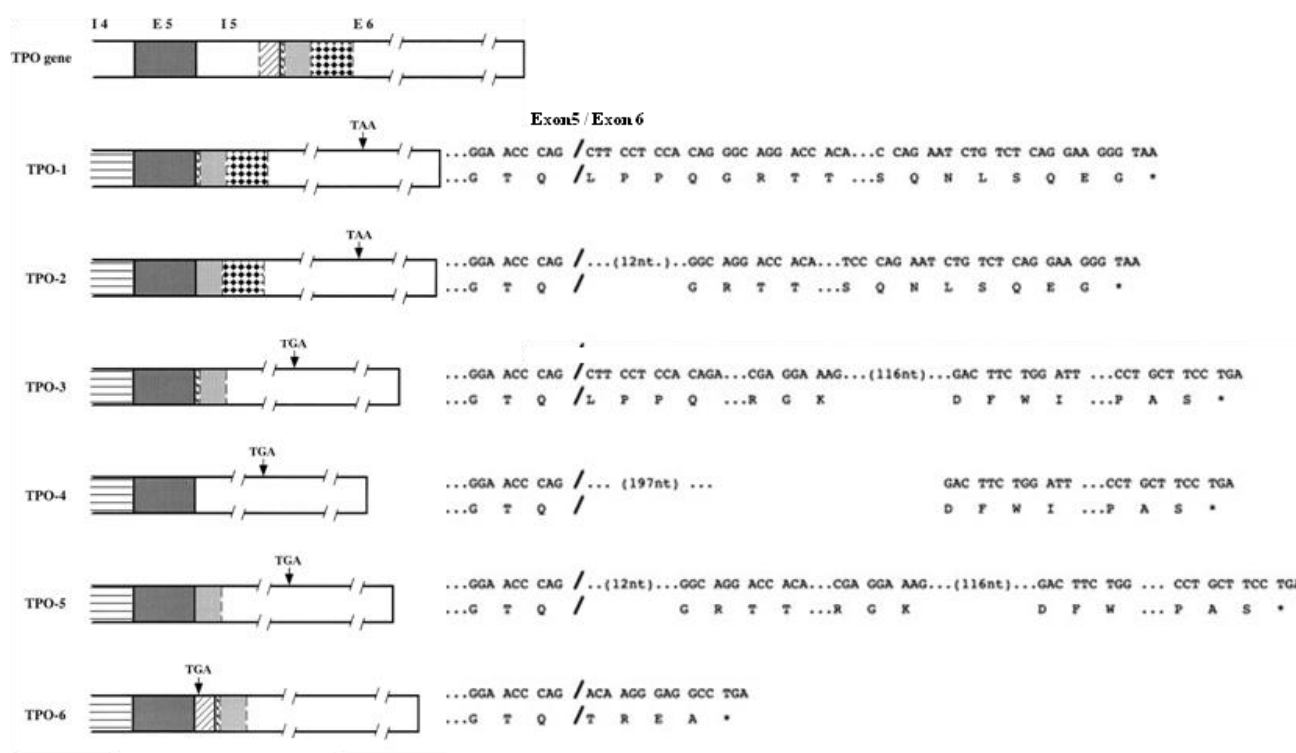 I 4 E 5 I 5 E 6
TPO gene
Exon5 / Exon 6
TAA
TPO-1
...GGA ACC CAG /CTT CCT CCA CAG GGC AGG ACC ACA...C CAG AAT CTG TCT CAG GAA GGG TAA
...G T Q /L P P Q G R T T ...S Q N L S Q E G *
TAA
TPO-2
...GGA ACC CAG /...(12nt.)..GGC AGG ACC ACA...TCC CAG AAT CTG TCT CAG GAA GGG TAA
...G T Q / G R T T ...S Q N L S Q E G *
TGA
TPO-3
...GGA ACC CAG /CTT CCT CCA CAGA...CGA GGA AAG...(116nt)...GAC TTC TGG ATT ...CCT GCT TCC TGA
...G T Q /L P P Q ...R G K D F W I ...P A S *
TGA
TPO-4
...GGA ACC CAG /... (197nt) ... GAC TTC TGG ATT ...CCT GCT TCC TGA
...G T Q / D F W I ...P A S *
TGA
TPO-5
...GGA ACC CAG /...(12nt)...GGC AGG ACC ACA...CGA GGA AAG...(116nt)...GAC TTC TGG ... CCT GCT TCC TGA
...G T Q / G R T T...R G K D F W ... P A S *
TGA
TPO-6
...GGA ACC CAG /ACA AG GGAG GCC TGA
...G T Q /T R E A *